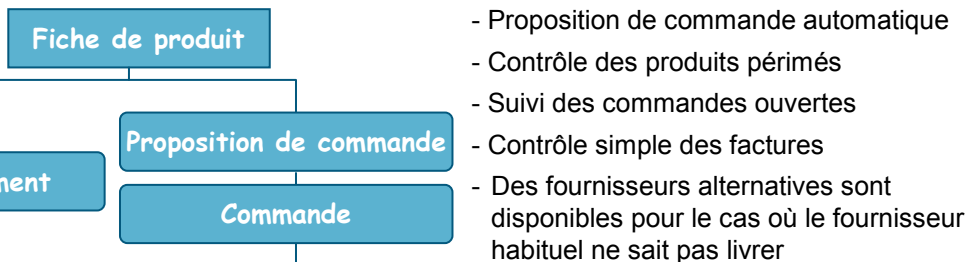 Fiche de produit
Proposition de commande
Commande
- Proposition de commande automatique
- Contrôle des produits périmés
- Suivi des commandes ouvertes
- Contrôle simple des factures
- Des fournisseurs alternatives sont
disponibles pour le cas où le fournisseur
habituel ne sait pas livrer